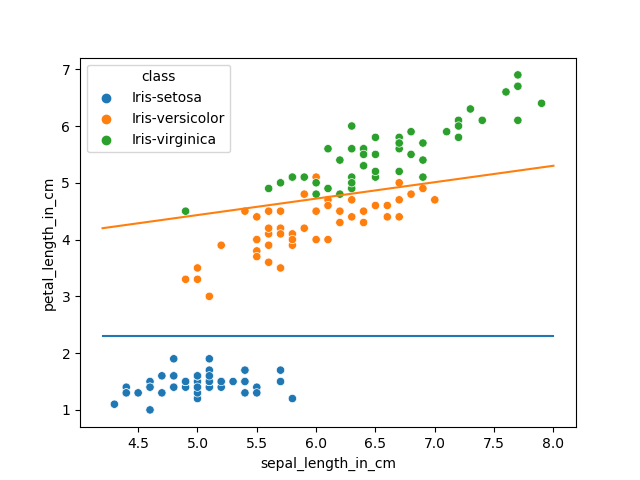 class
Iris-setosa
Iris-versicolor
Iris-virginica
7
6
5
4
3
2
1
petal_length_in_cm
4.5 5.0 5.5 6.0 6.5 7.0 7.5 8.0
sepal_length_in_cm